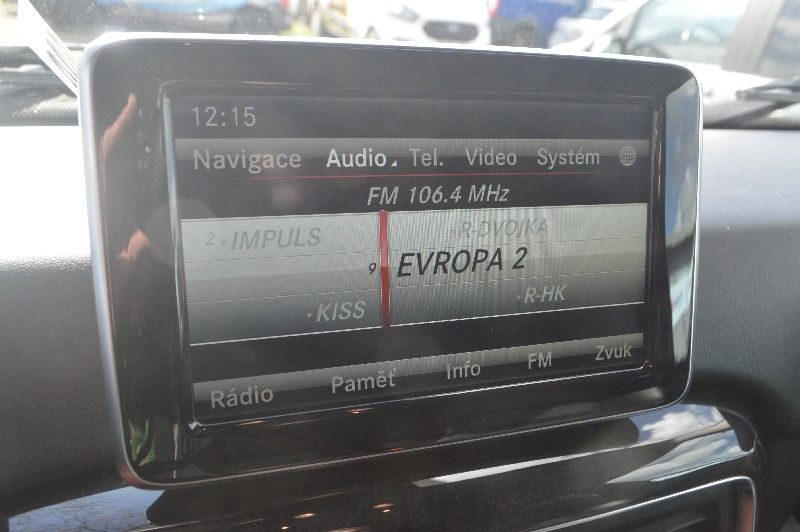 12:15
Navigace Audio Tel. Video Systém
FM 106.4 MHz
2 · IMPULS · R-DVOJKA
9 EVROPA 2
· KISS · R-HK
Rádio Paměť Info FM Zvuk